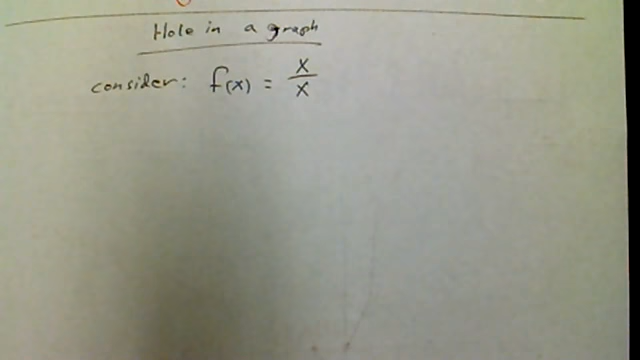 Hole in a graph
consider: f(x) = x/x